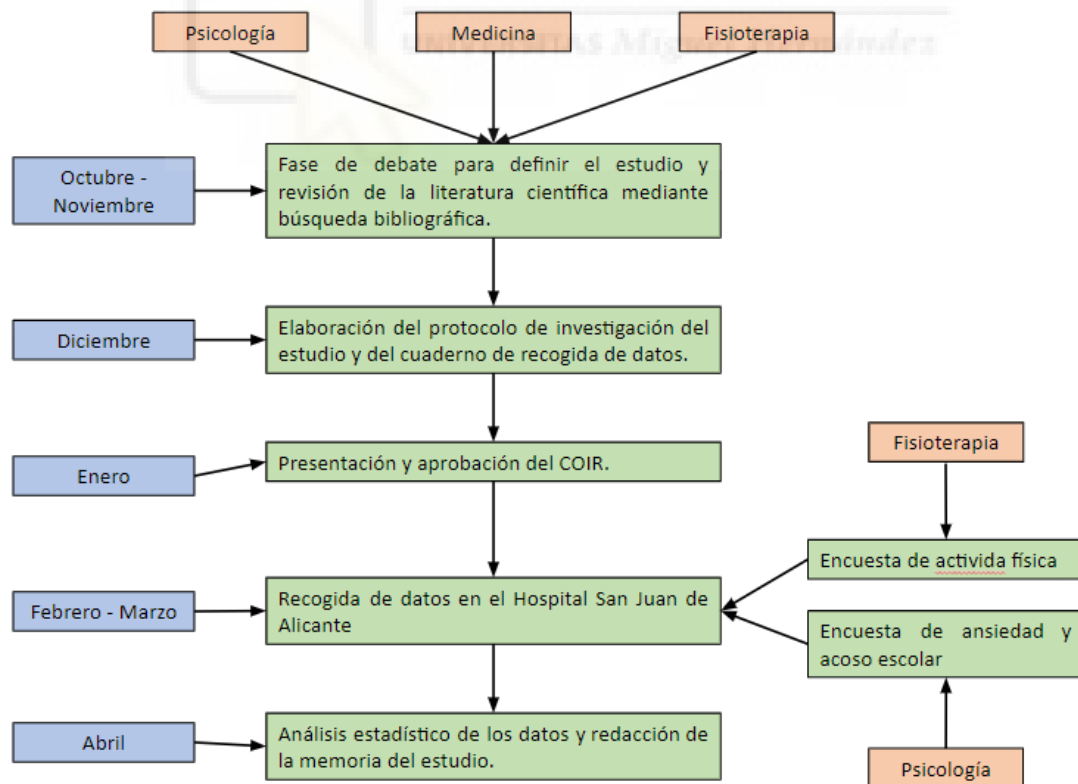 Psicología
Medicina
Fisioterapia
UNIVERSITAS Miguel Hernández
Octubre -
Noviembre
Fase de debate para definir el estudio y
revisión de la literatura científica mediante
búsqueda bibliográfica.
Diciembre
Elaboración del protocolo de investigación del
estudio y del cuaderno de recogida de datos.
Enero
Presentación y aprobación del COIR.
Fisioterapia
Encuesta de activida física
Febrero - Marzo
Recogida de datos en el Hospital San Juan de
Alicante
Encuesta de ansiedad y
acoso escolar
Abril
Análisis estadístico de los datos y redacción de
la memoria del estudio.
Psicología